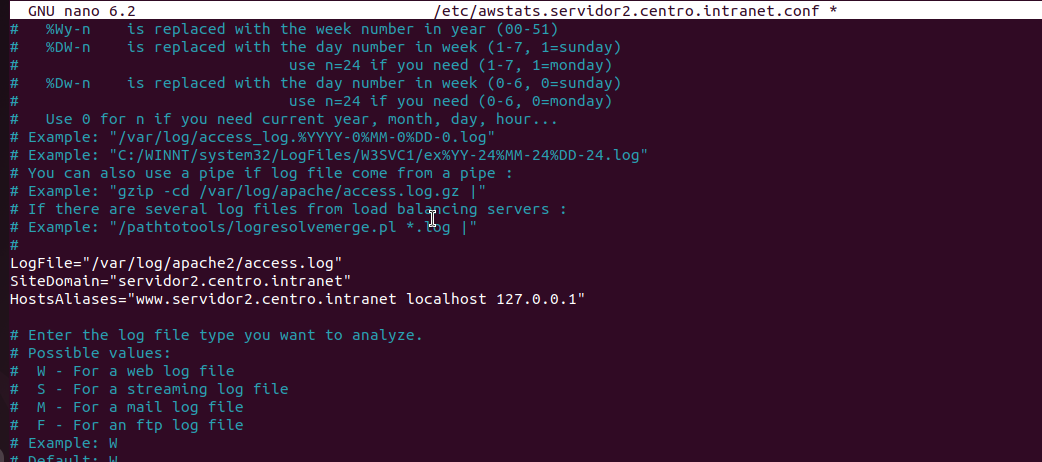 GNU nano 6.2 /etc/awstats.servidor2.centro.intranet.conf *
#   %Wy-n    is replaced with the week number in year (00-51)
#   %DW-n    is replaced with the day number in week (1-7, 1=sunday)
#                              use n=24 if you need (1-7, 1=monday)
#   %Dw-n    is replaced with the day number in week (0-6, 0=sunday)
#                              use n=24 if you need (0-6, 0=monday)
#   Use 0 for n if you need current year, month, day, hour...
# Example: "/var/log/access_log.%YYYY-0%MM-0%DD-0.log"
# Example: "C:/WINNT/system32/LogFiles/W3SVC1/ex%YY-24%MM-24%DD-24.log"
# You can also use a pipe if log file come from a pipe :
# Example: "gzip -cd /var/log/apache/access.log.gz |"
# If there are several log files from load balancing servers :
# Example: "/pathtotools/logresolvemerge.pl *.log |"
#
LogFile="/var/log/apache2/access.log"
SiteDomain="servidor2.centro.intranet"
HostsAliases="www.servidor2.centro.intranet localhost 127.0.0.1"
# Enter the log file type you want to analyze.
# Possible values:
#  W - For a web log file
#  S - For a streaming log file
#  M - For a mail log file
#  F - For an ftp log file
# Example: W
# Default: W